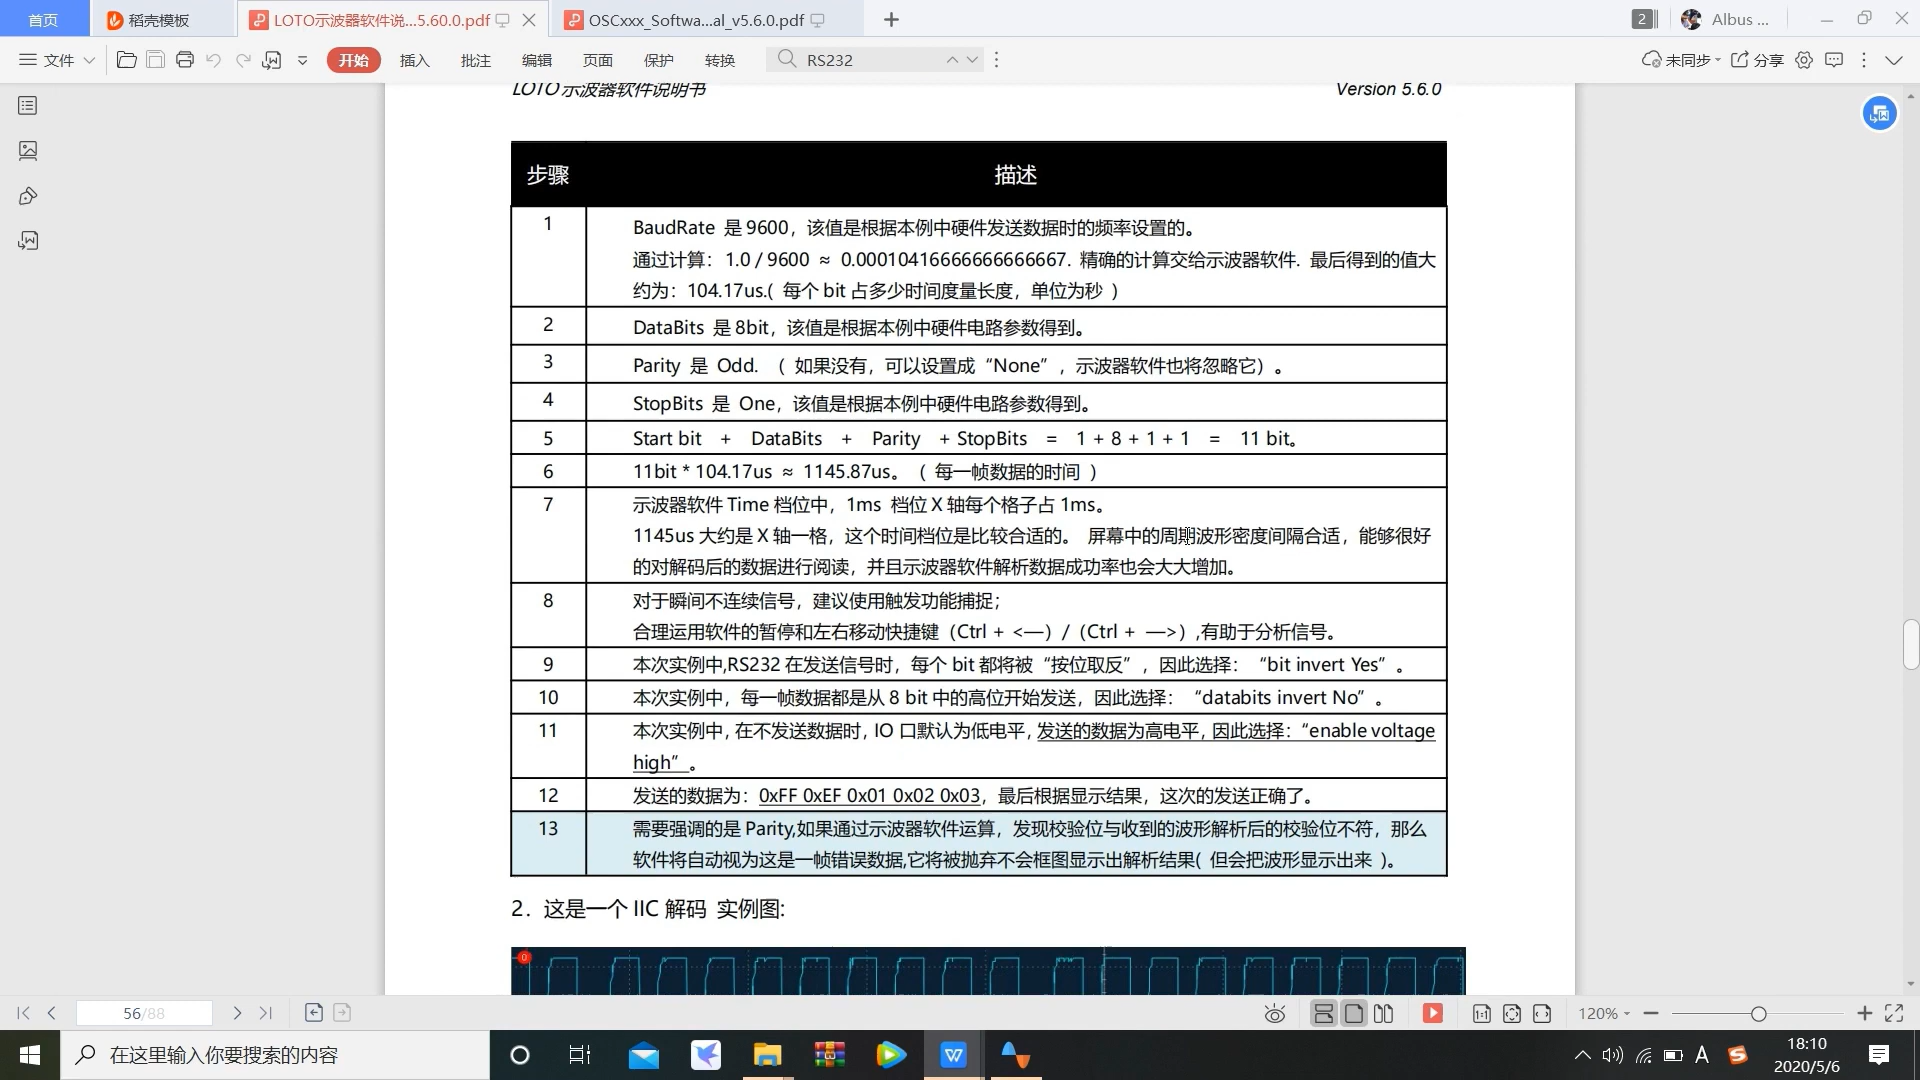 首页
稻壳模板
LOTO示波器软件说...5.60.0.pdf
OSCxxx_Softwa...al_v5.6.0.pdf
2
Albus ...
文件
开始
插入
批注
编辑
页面
保护
转换
RS232
未同步
分享
LOTO 示波器软件说明书
Version 5.6.0
步骤
描述
1
BaudRate 是 9600，该值是根据本例中硬件发送数据时的频率设置的。
通过计算： 1.0 / 9600 ≈ 0.00010416666666666667. 精确的计算交给示波器软件. 最后得到的值大
约为：104.17us.( 每个 bit 占多少时间度量长度，单位为秒 )
2
DataBits 是 8bit，该值是根据本例中硬件电路参数得到。
3
Parity 是 Odd. （ 如果没有，可以设置成“None”，示波器软件也将忽略它）。
4
StopBits 是 One，该值是根据本例中硬件电路参数得到。
5
Start bit + DataBits + Parity + StopBits = 1 + 8 + 1 + 1 = 11 bit。
6
11bit * 104.17us ≈ 1145.87us。（ 每一帧数据的时间 ）
7
示波器软件 Time 档位中，1ms 档位 X 轴每个格子占 1ms。
1145us 大约是 X 轴一格，这个时间档位是比较合适的。 屏幕中的周期波形密度间隔合适，能够很好
的对解码后的数据进行阅读，并且示波器软件解析数据成功率也会大大增加。
8
对于瞬间不连续信号，建议使用触发功能捕捉；
合理运用软件的暂停和左右移动快捷键（Ctrl + <—）/（Ctrl + —>）,有助于分析信号。
9
本次实例中,RS232 在发送信号时，每个 bit 都将被“按位取反”，因此选择：“bit invert Yes”。
10
本次实例中，每一帧数据都是从 8 bit 中的高位开始发送，因此选择：“databits invert No”。
11
本次实例中, 在不发送数据时, IO 口默认为低电平, 发送的数据为高电平, 因此选择:“enable voltage
high”。
12
发送的数据为：0xFF 0xEF 0x01 0x02 0x03，最后根据显示结果，这次的发送正确了。
13
需要强调的是 Parity,如果通过示波器软件运算，发现校验位与收到的波形解析后的校验位不符，那么
软件将自动视为这是一帧错误数据,它将被抛弃不会框图显示出解析结果( 但会把波形显示出来 )。
2．这是一个 IIC 解码 实例图:
0
56/88
1:1
120%
在这里输入你要搜索的内容
A
18:10
2020/5/6